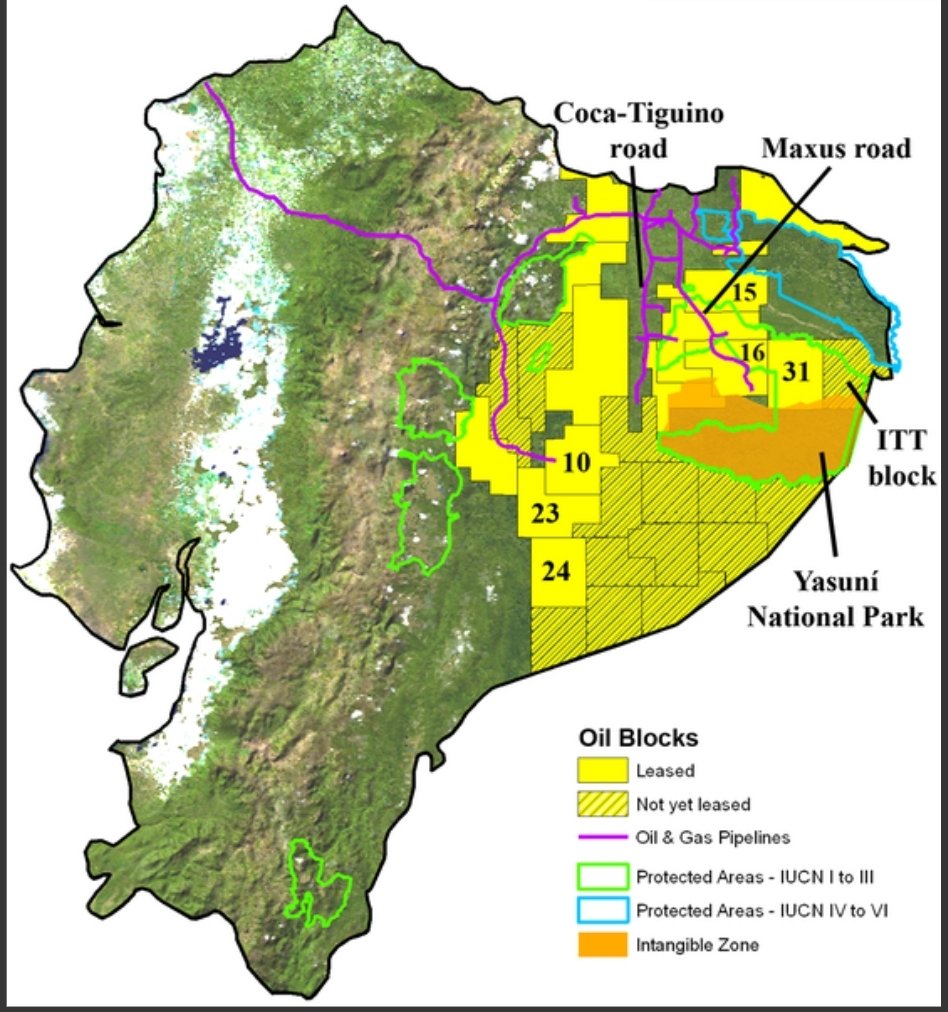 Coca-Tiguino
road
Maxus road
15
16
31
ITT
block
10
23
24
Yasuní
National Park
Oil Blocks
Leased
Not yet leased
Oil & Gas Pipelines
Protected Areas - IUCN I to III
Protected Areas - IUCN IV to VI
Intangible Zone